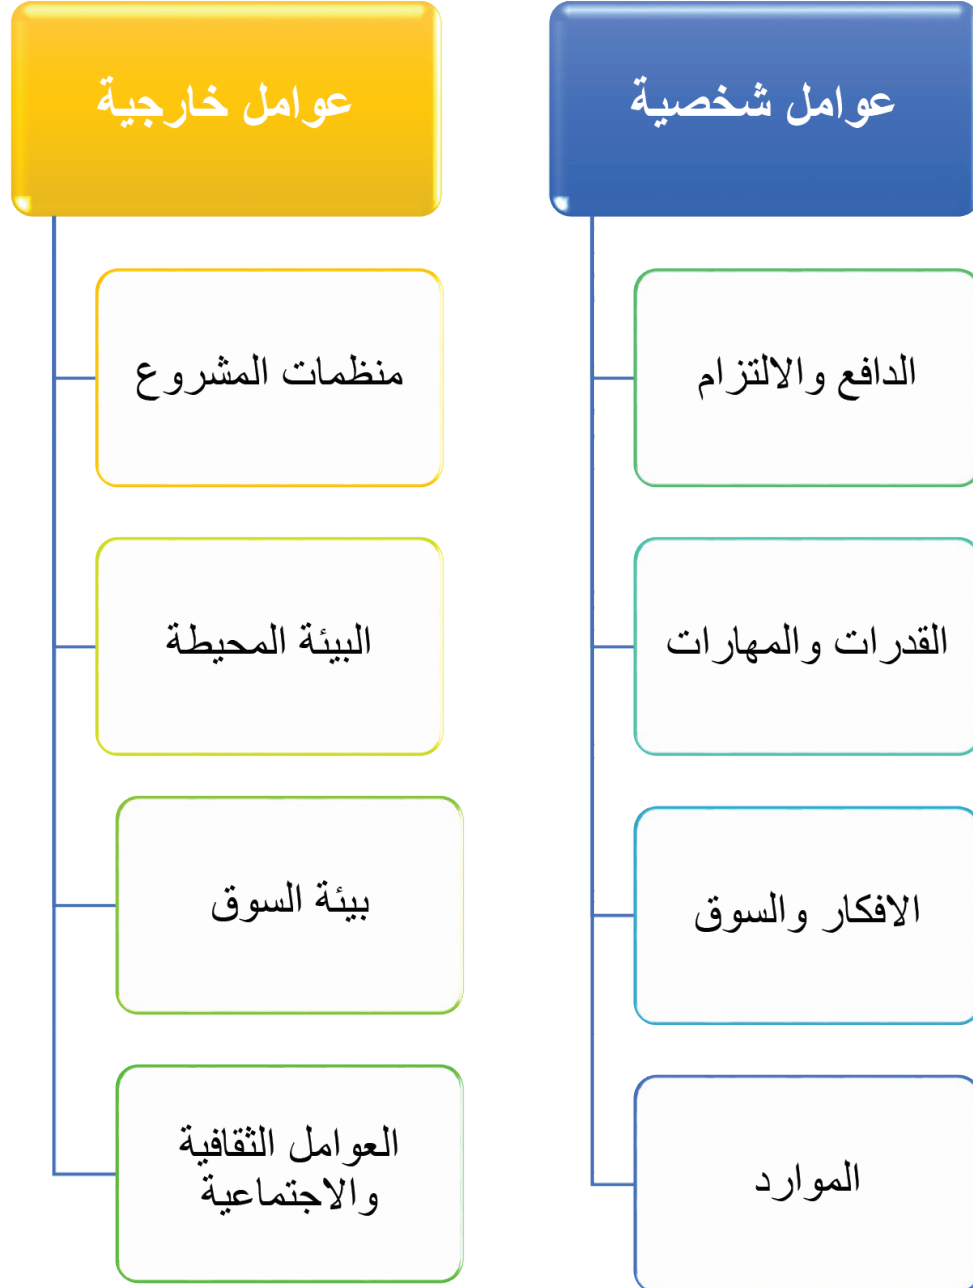 عوامل شخصية
الدافع والالتزام
القدرات والمهارات
الافكار والسوق
الموارد
عوامل خارجية
منظمات المشروع
البيئة المحيطة
بيئة السوق
العوامل الثقافية
والاجتماعية